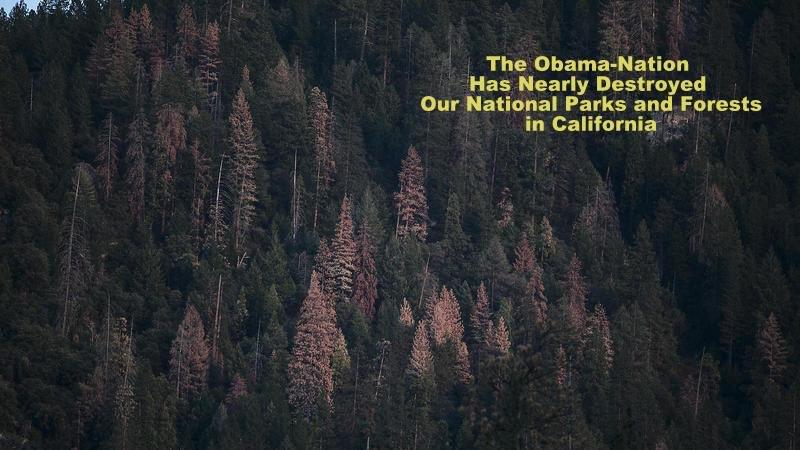 The Obama-Nation
Has Nearly Destroyed
Our National Parks and Forests
in California